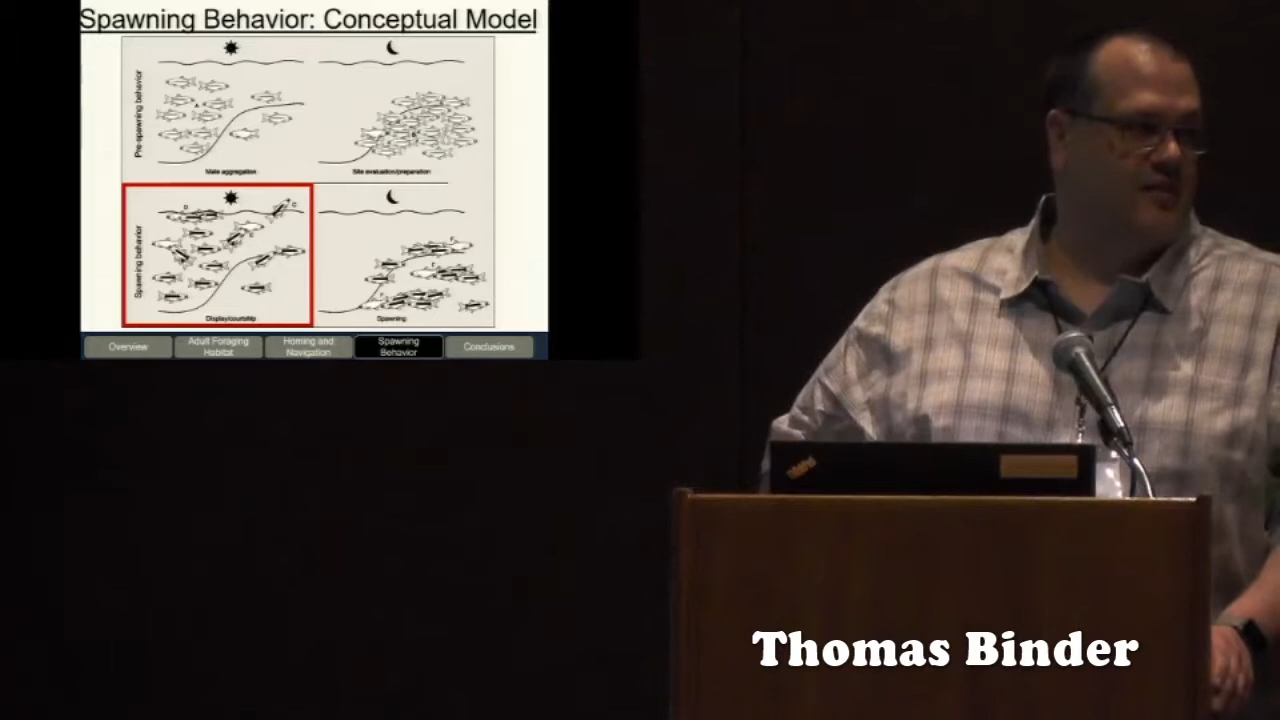 Spawning Behavior: Conceptual Model
Pre-spawning behavior
Male aggregation
Site evaluation/preparation
Spawning behavior
Display/courtship
Spawning
Overview
Adult Foraging
Habitat
Homing and
Navigation
Spawning
Behavior
Conclusions
Thomas Binder